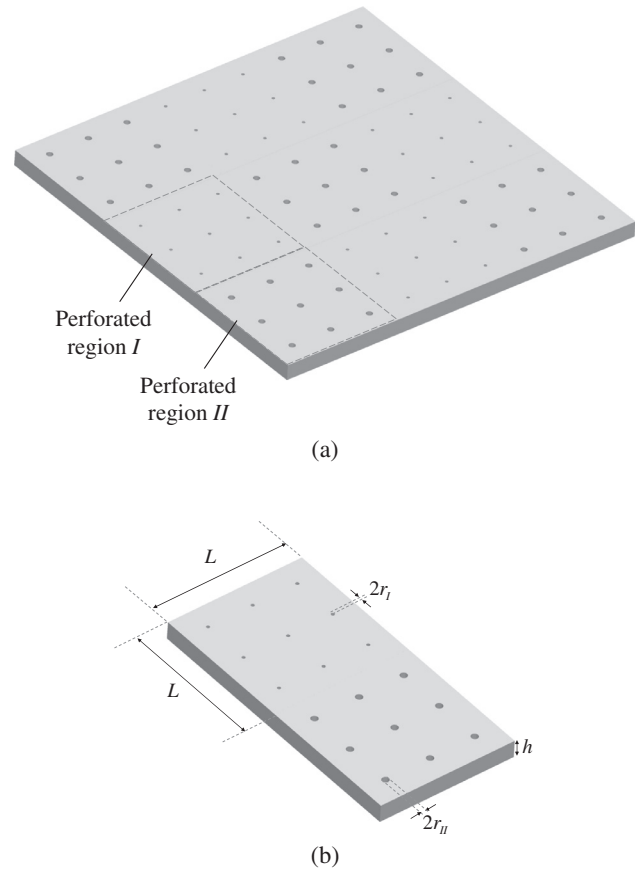 Perforated
region I
Perforated
region II
(a)
L
2r_I
L
h
2r_II
(b)